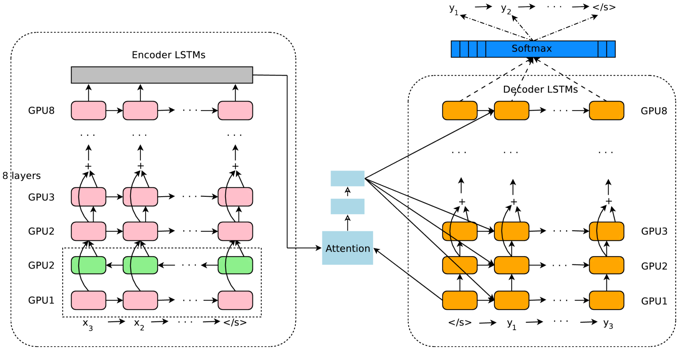 y1 y2 ··· </s>
Softmax
Encoder LSTMs
Decoder LSTMs
GPU8 ··· ··· GPU8
··· ··· ··· ···
+ + +
8 layers
+ + +
GPU3 ···
GPU2 ··· ··· GPU3
Attention
GPU2 ··· ··· GPU2
GPU1 ··· ··· GPU1
x3 x2 ··· </s>
</s> y1 ··· y3